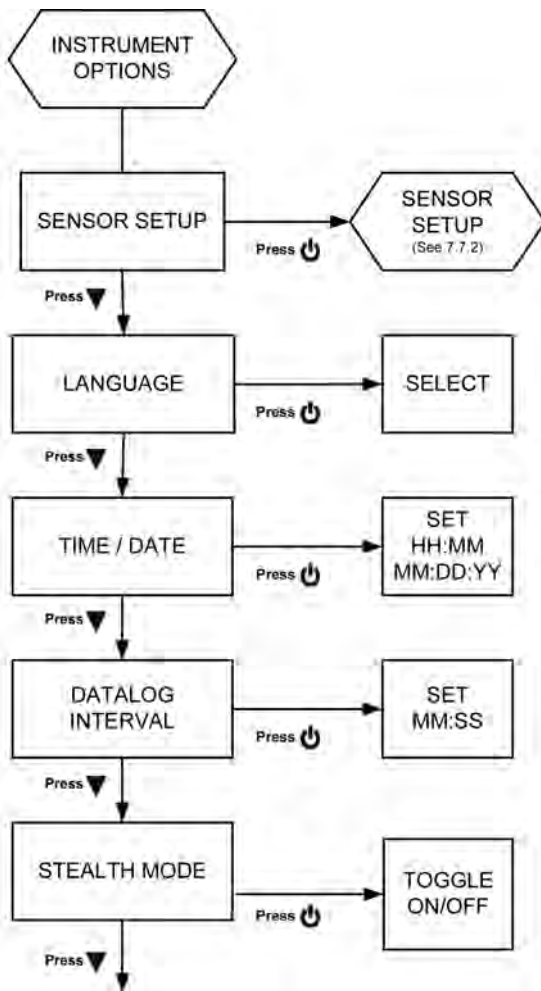 INSTRUMENT
OPTIONS
SENSOR SETUP
Press
SENSOR
SETUP
(See 7.7.2)
Press
LANGUAGE
Press
SELECT
Press
TIME / DATE
Press
SET
HH:MM
MM:DD:YY
Press
DATALOG
INTERVAL
Press
SET
MM:SS
Press
STEALTH MODE
Press
TOGGLE
ON/OFF
Press